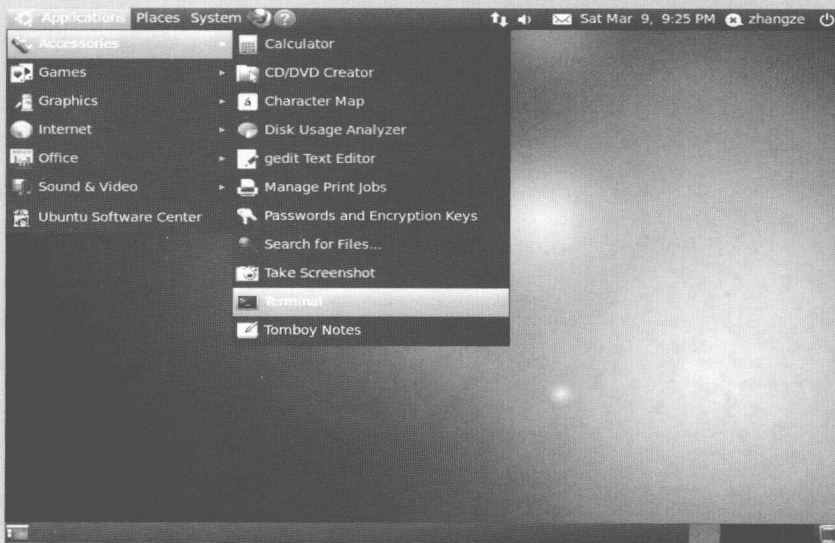 Applications Places System Sat Mar 9, 9:25 PM zhangze
Accessories
Games
Graphics
Internet
Office
Sound & Video
Ubuntu Software Center
Calculator
CD/DVD Creator
Character Map
Disk Usage Analyzer
gedit Text Editor
Manage Print Jobs
Passwords and Encryption Keys
Search for Files...
Take Screenshot
Terminal
Tomboy Notes